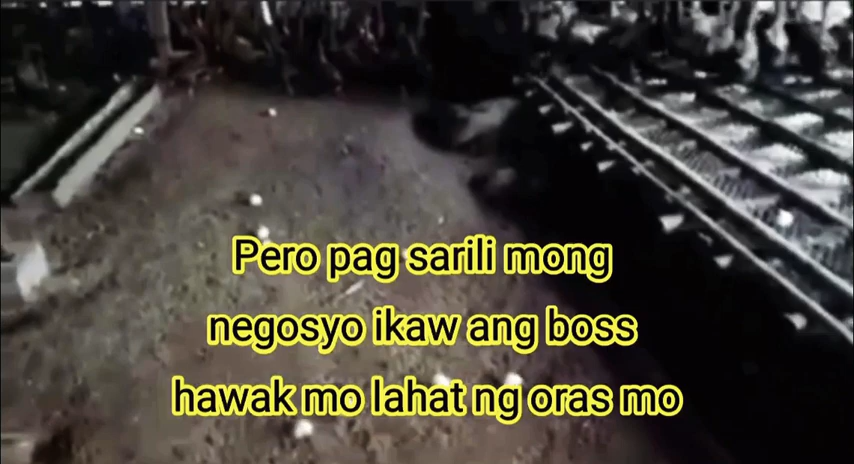 Pero pag sarili mong
negosyo ikaw ang boss
hawak mo lahat ng oras mo